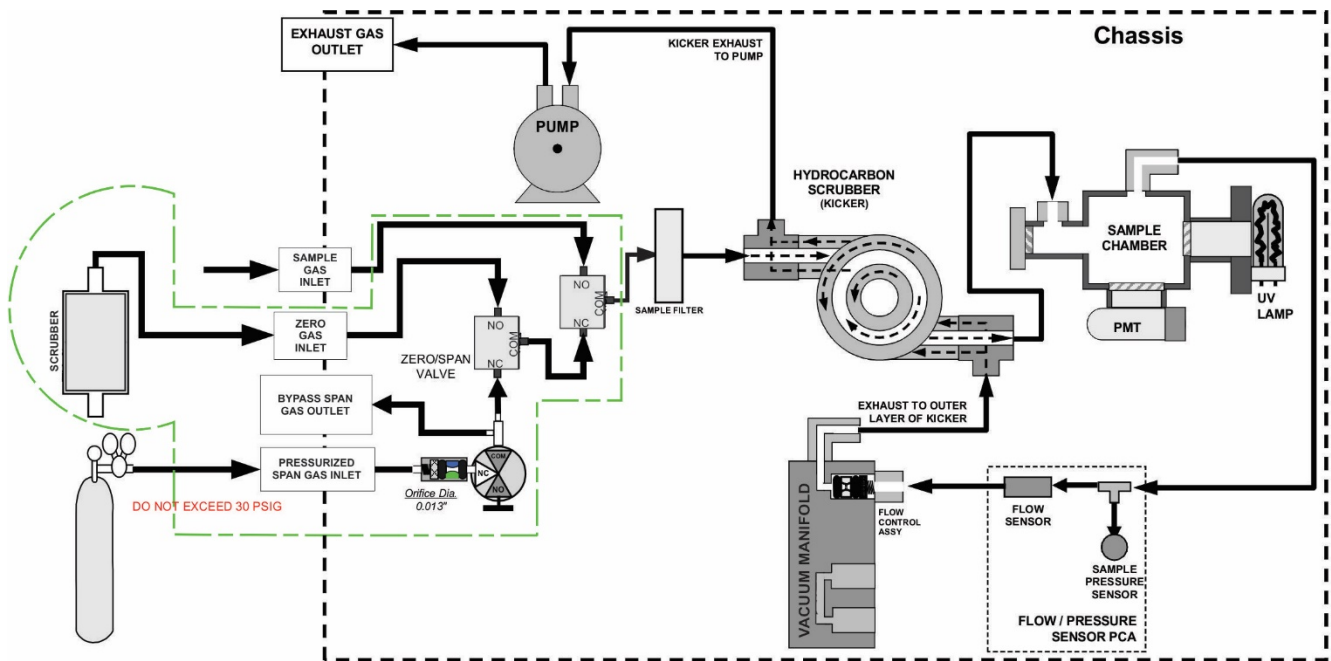 EXHAUST GAS
OUTLET
KICKER EXHAUST
TO PUMP
Chassis
PUMP
HYDROCARBON
SCRUBBER
(KICKER)
SAMPLE
CHAMBER
UV
LAMP
PMT
SAMPLE
GAS
INLET
NO
COM
NC
SAMPLE FILTER
SCRUBBER
ZERO
GAS
INLET
NO
COM
NC
ZERO/SPAN
VALVE
BYPASS SPAN
GAS OUTLET
EXHAUST TO OUTER
LAYER OF KICKER
PRESSURIZED
SPAN GAS INLET
COM
NC
NO
Orifice Dia.
0.013"
DO NOT EXCEED 30 PSIG
VACUUM MANIFOLD
FLOW
CONTROL
ASSY
FLOW
SENSOR
SAMPLE
PRESSURE
SENSOR
FLOW / PRESSURE
SENSOR PCA